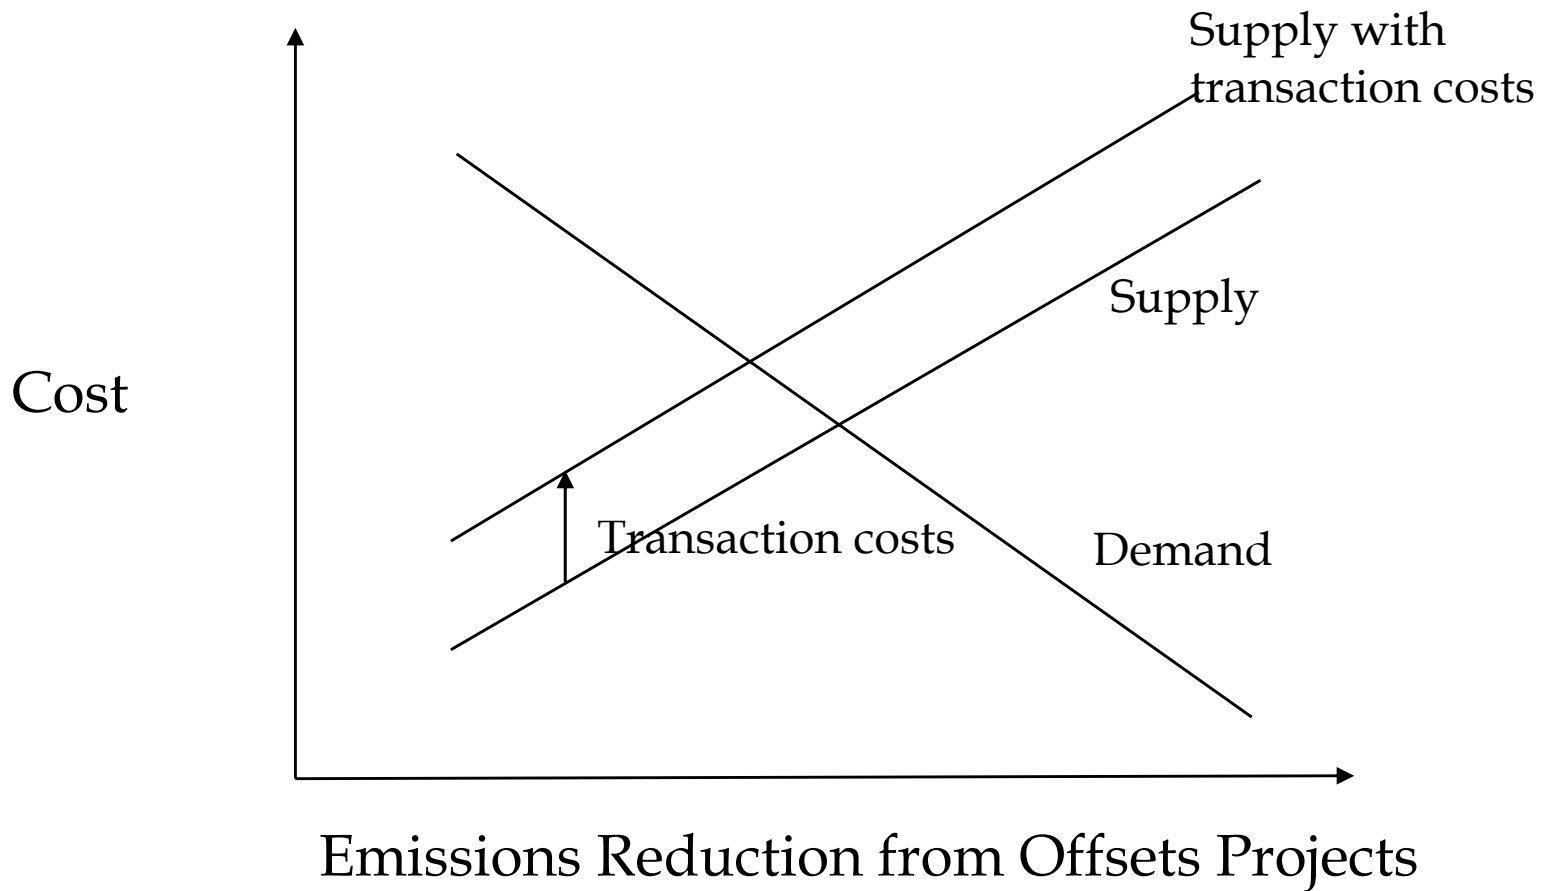 Supply with
transaction costs
Supply
Cost
Transaction costs
Demand
Emissions Reduction from Offsets Projects